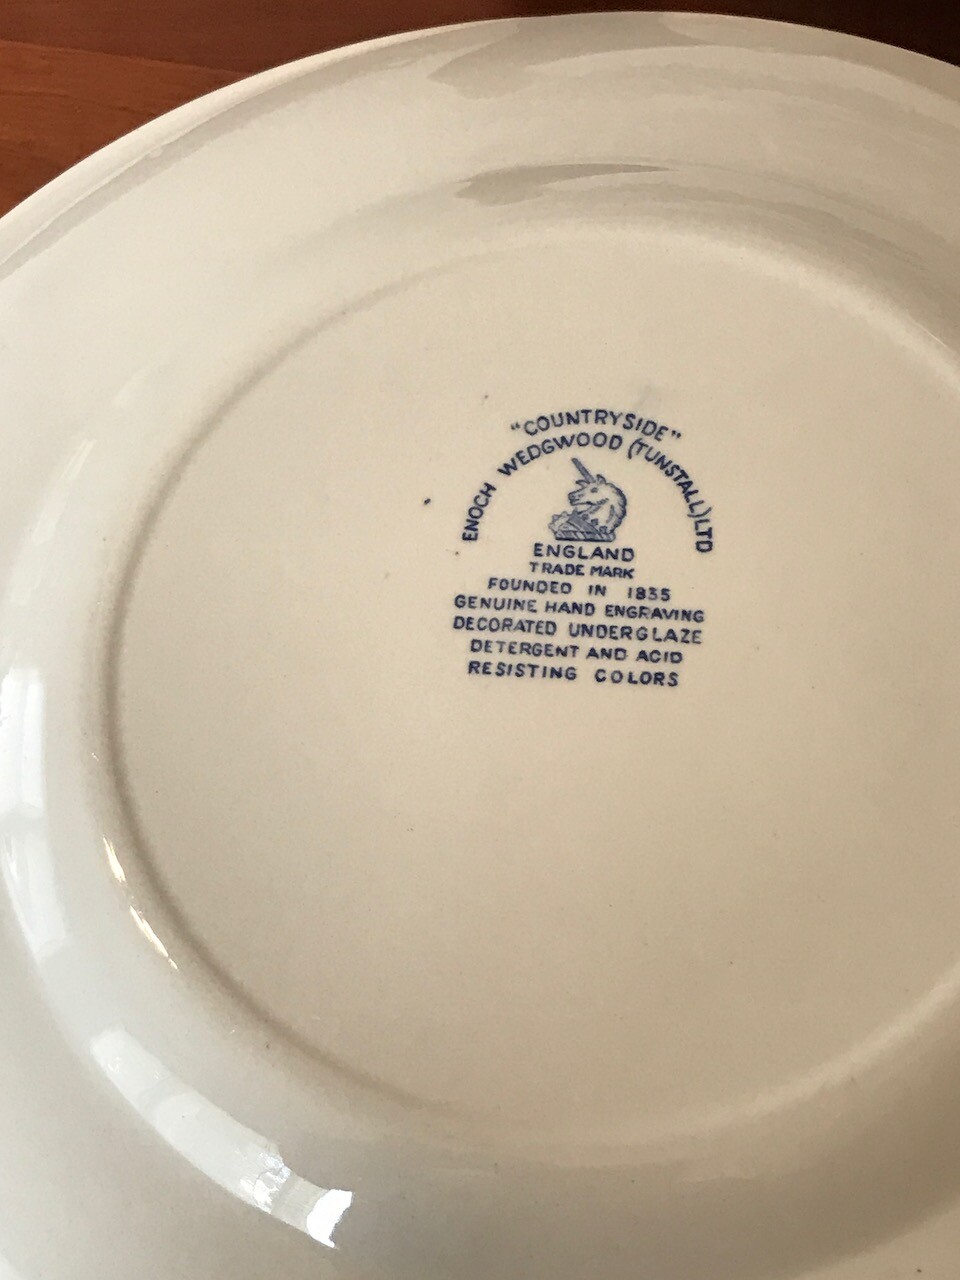 "COUNTRYSIDE"
ENOCH WEDGWOOD (TUNSTALL) LTD
ENGLAND
TRADE MARK
FOUNDED IN 1835
GENUINE HAND ENGRAVING
DECORATED UNDERGLAZE
DETERGENT AND ACID
RESISTING COLORS